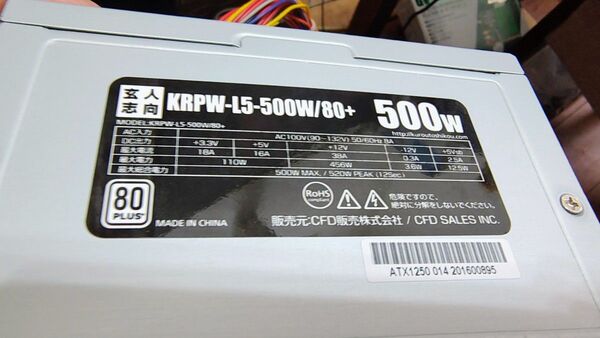 玄人志向 KRPW-L5-500W/80+ 500W
MODEL:KRPW-L5-500W/80+ http://kuroutoshikou.com/
AC入力 AC100V(90~132V) 50/60Hz 8A
DC出力 +3.3V +5V +12V -12V +5Vsb
最大電流 18A 16A 38A 0.3A 2.5A
最大電力 110W 456W 3.6W 12.5W
最大総合電力 500W MAX. / 520W PEAK (12Sec)
80 PLUS
MADE IN CHINA
RoHS compliant
危険ですので、
絶対に分解をしないでください。
販売元:CFD販売株式会社 / CFD SALES INC.
ATX1250 014 201600895